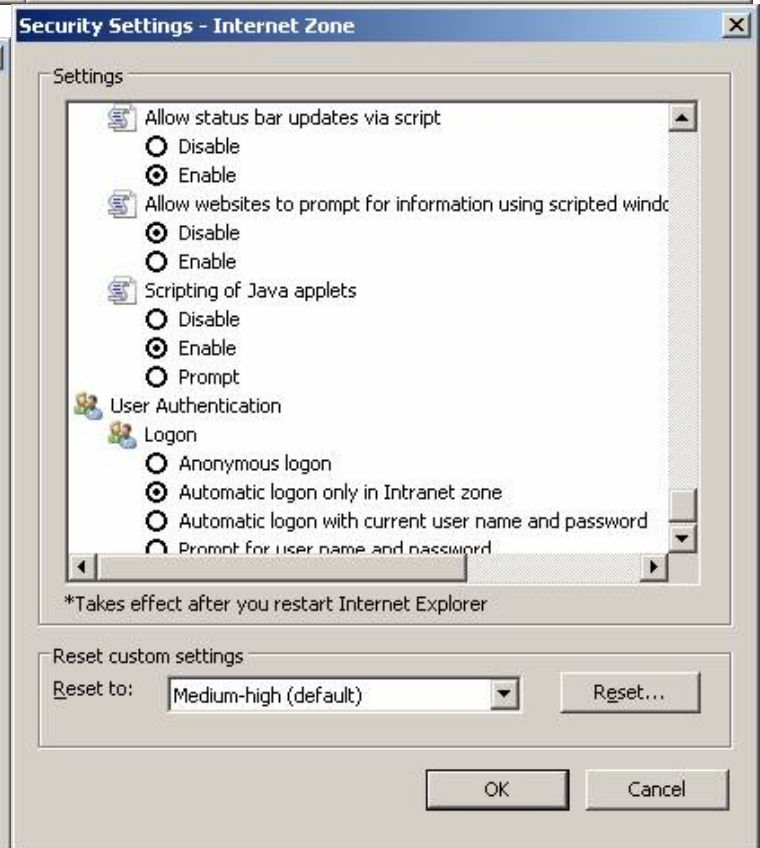 Security Settings - Internet Zone
Settings
Allow status bar updates via script
Disable
Enable
Allow websites to prompt for information using scripted windo
Disable
Enable
Scripting of Java applets
Disable
Enable
Prompt
User Authentication
Logon
Anonymous logon
Automatic logon only in Intranet zone
Automatic logon with current user name and password
Prompt for user name and password
*Takes effect after you restart Internet Explorer
Reset custom settings
Reset to: Medium-high (default) Reset...
OK Cancel